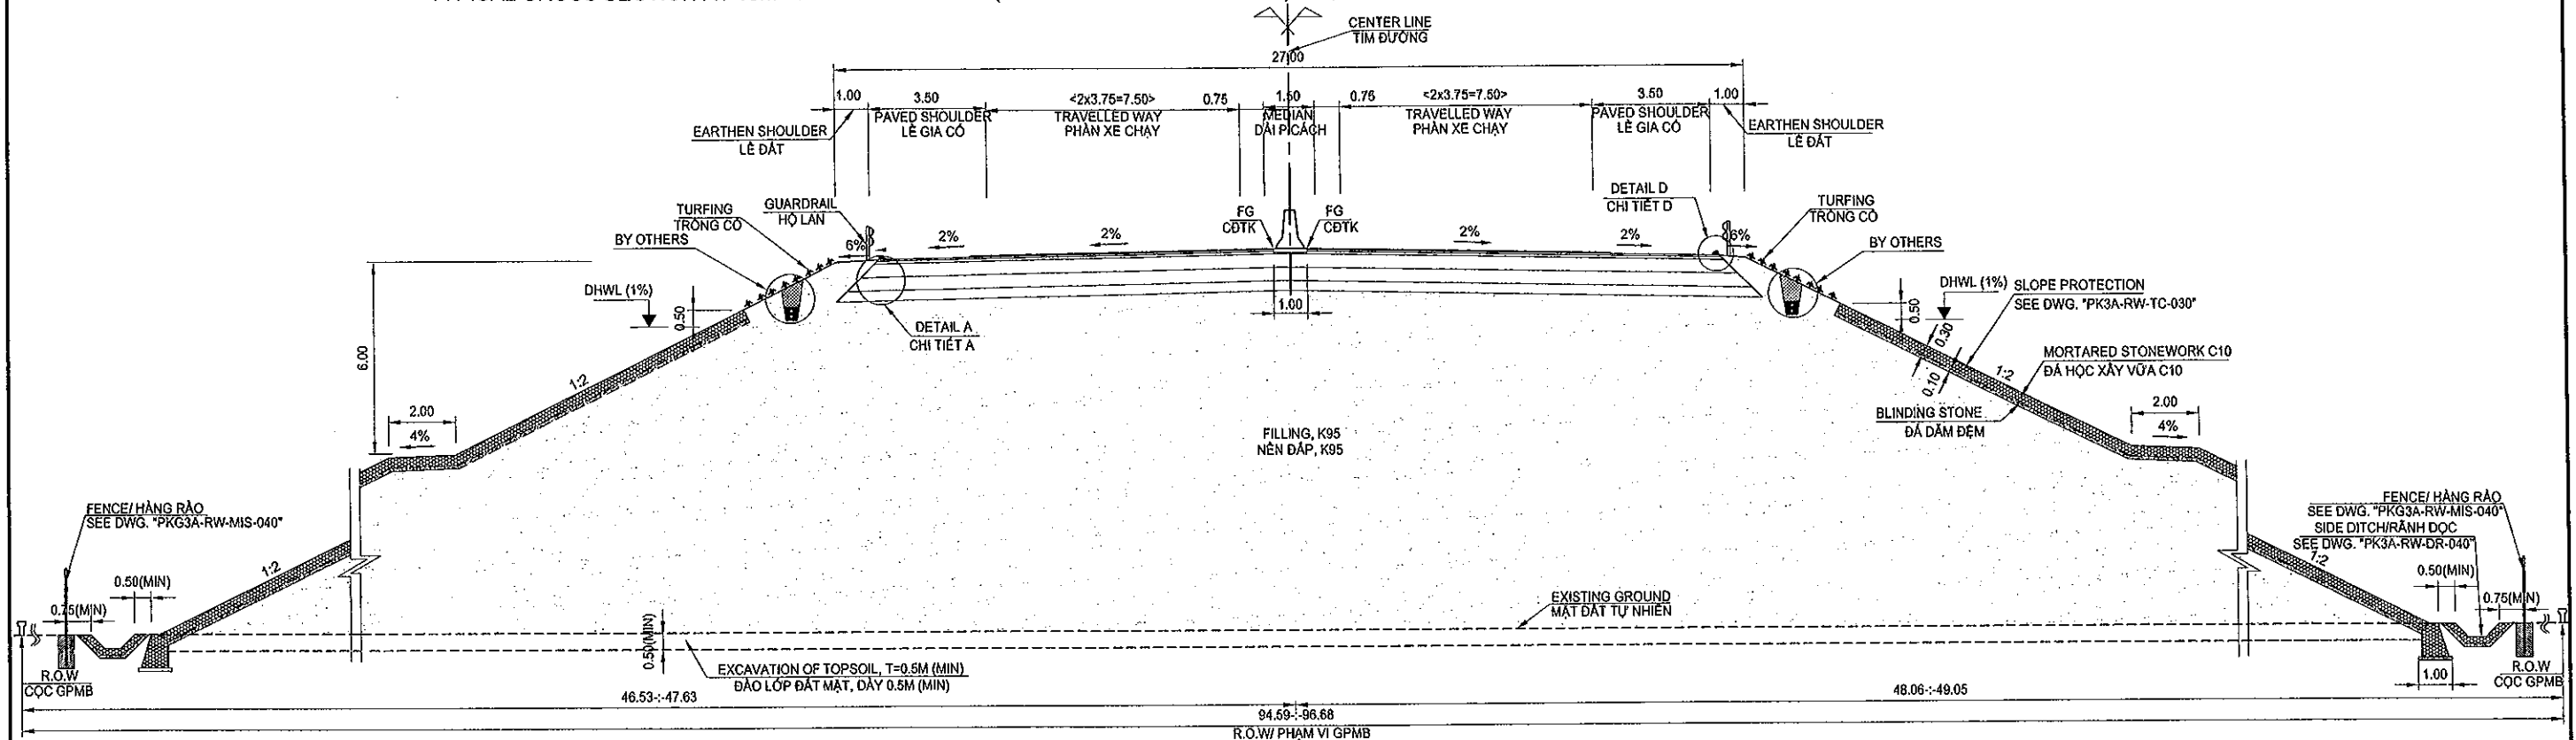 CENTER LINE
TIM ĐƯỜNG
27.00
1.00
3.50
<2x3.75=7.50>
0.75
1.50
0.75
<2x3.75=7.50>
3.50
1.00
EARTHEN SHOULDER
LỀ ĐẤT
PAVED SHOULDER
LỀ GIA CỐ
TRAVELLED WAY
PHẦN XE CHẠY
MEDIAN
DẢI P.CÁCH
TRAVELLED WAY
PHẦN XE CHẠY
PAVED SHOULDER
LỀ GIA CỐ
EARTHEN SHOULDER
LỀ ĐẤT
TURFING
TRỒNG CỎ
GUARDRAIL
HỘ LAN
BY OTHERS
6%
2%
2%
FG
CĐTK
FG
CĐTK
2%
2%
DETAIL D
CHI TIẾT D
6%
TURFING
TRỒNG CỎ
BY OTHERS
DHWL (1%)
0.50
6.00
DETAIL A
CHI TIẾT A
1.00
0.50
DHWL (1%)
SLOPE PROTECTION
SEE DWG. "PK3A-RW-TC-030"
0.30
0.10
MORTARED STONEWORK C10
ĐÁ HỘC XÂY VỮA C10
1:2
1:2
BLINDING STONE
ĐÁ DĂM ĐỆM
2.00
4%
2.00
4%
FILLING, K95
NỀN ĐẮP, K95
FENCE/ HÀNG RÀO
SEE DWG. "PKG3A-RW-MIS-040"
FENCE/ HÀNG RÀO
SEE DWG. "PKG3A-RW-MIS-040"
SIDE DITCH/RÃNH DỌC
SEE DWG. "PK3A-RW-DR-040"
0.50(MIN)
0.75(MIN)
1:2
1:2
0.50(MIN)
0.75(MIN)
EXISTING GROUND
MẶT ĐẤT TỰ NHIÊN
0.50(MIN)
EXCAVATION OF TOPSOIL, T=0.5M (MIN)
ĐÀO LỚP ĐẤT MẶT, DÀY 0.5M (MIN)
R.O.W
CỌC GPMB
1.00
R.O.W
CỌC GPMB
46.53-:-47.63
48.06-:-49.05
94.59-:-96.68
R.O.W/ PHẠM VI GPMB